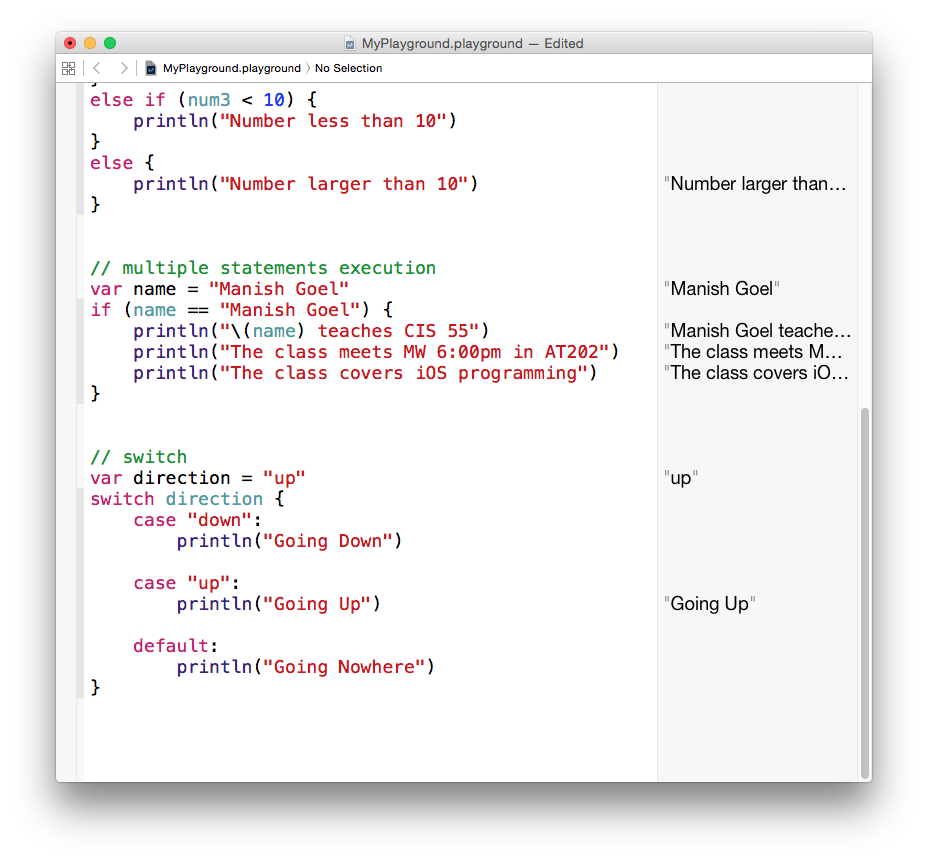 MyPlayground.playground — Edited
MyPlayground.playground 〉 No Selection
}
else if (num3 < 10) {
    println("Number less than 10")
}
else {
    println("Number larger than 10") "Number larger than…
}
// multiple statements execution
var name = "Manish Goel" "Manish Goel"
if (name == "Manish Goel") {
    println("\(name) teaches CIS 55") "Manish Goel teache…
    println("The class meets MW 6:00pm in AT202") "The class meets M…
    println("The class covers iOS programming") "The class covers iO…
}
// switch
var direction = "up" "up"
switch direction {
    case "down":
        println("Going Down")
    case "up":
        println("Going Up") "Going Up"
    default:
        println("Going Nowhere")
}